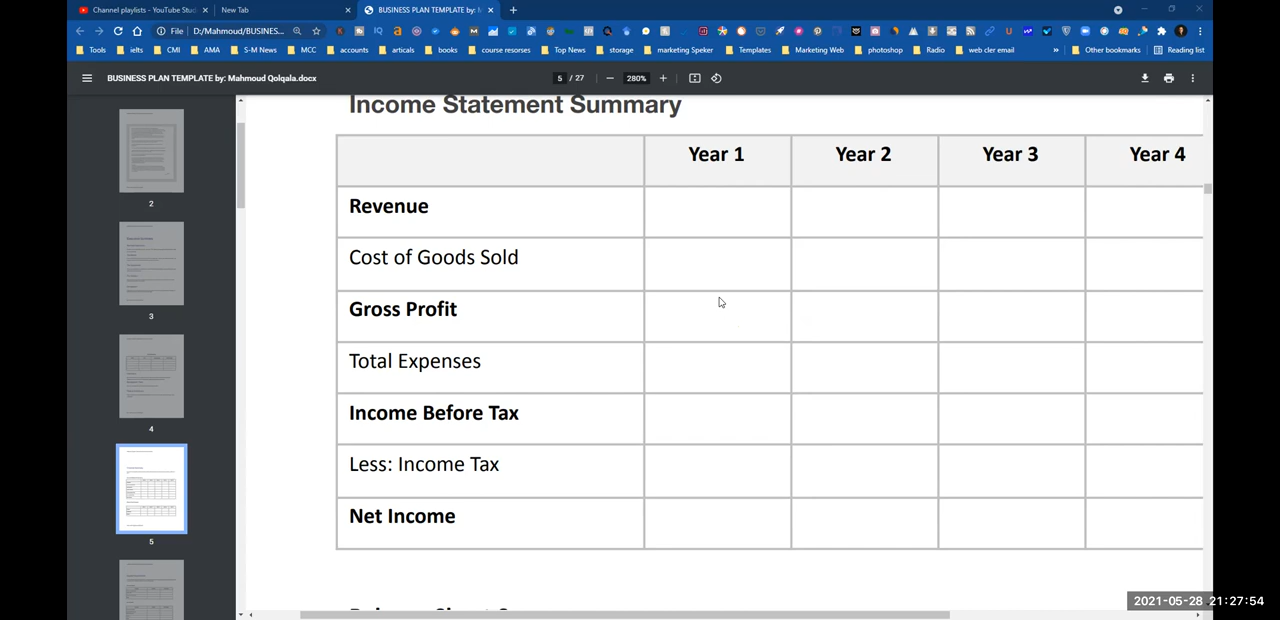 Channel playlists - YouTube Stud
New Tab
BUSINESS PLAN TEMPLATE by: M
File
D:/Mahmoud/BUSINES...
Tools
ielts
CMI
AMA
S-M News
MCC
accounts
articals
books
course resorses
Top News
storage
marketing Speker
Templates
Marketing Web
photoshop
Radio
web cler email
»
Other bookmarks
Reading list
BUSINESS PLAN TEMPLATE by: Mahmoud Qolqala.docx
5 / 27
280%
Income Statement Summary
Year 1 Year 2 Year 3 Year 4
Revenue
Cost of Goods Sold
Gross Profit
Total Expenses
Income Before Tax
Less: Income Tax
Net Income
2
3
4
5
2021-05-28 21:27:54